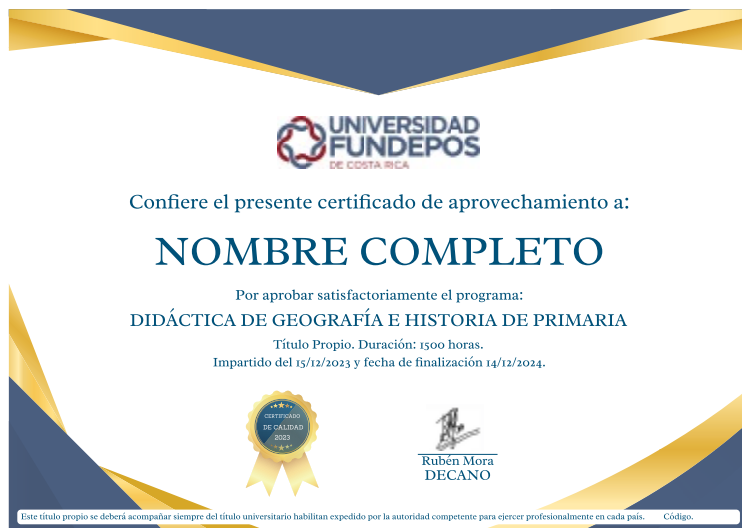 UNIVERSIDAD
FUNDEPOS
DE COSTA RICA
Confiere el presente certificado de aprovechamiento a:
NOMBRE COMPLETO
Por aprobar satisfactoriamente el programa:
DIDÁCTICA DE GEOGRAFÍA E HISTORIA DE PRIMARIA
Título Propio. Duración: 1500 horas.
Impartido del 15/12/2023 y fecha de finalización 14/12/2024.
CERTIFICADO
DE CALIDAD
2023
Rubén Mora
DECANO
Este título propio se deberá acompañar siempre del título universitario habilitan expedido por la autoridad competente para ejercer profesionalmente en cada país. Código.